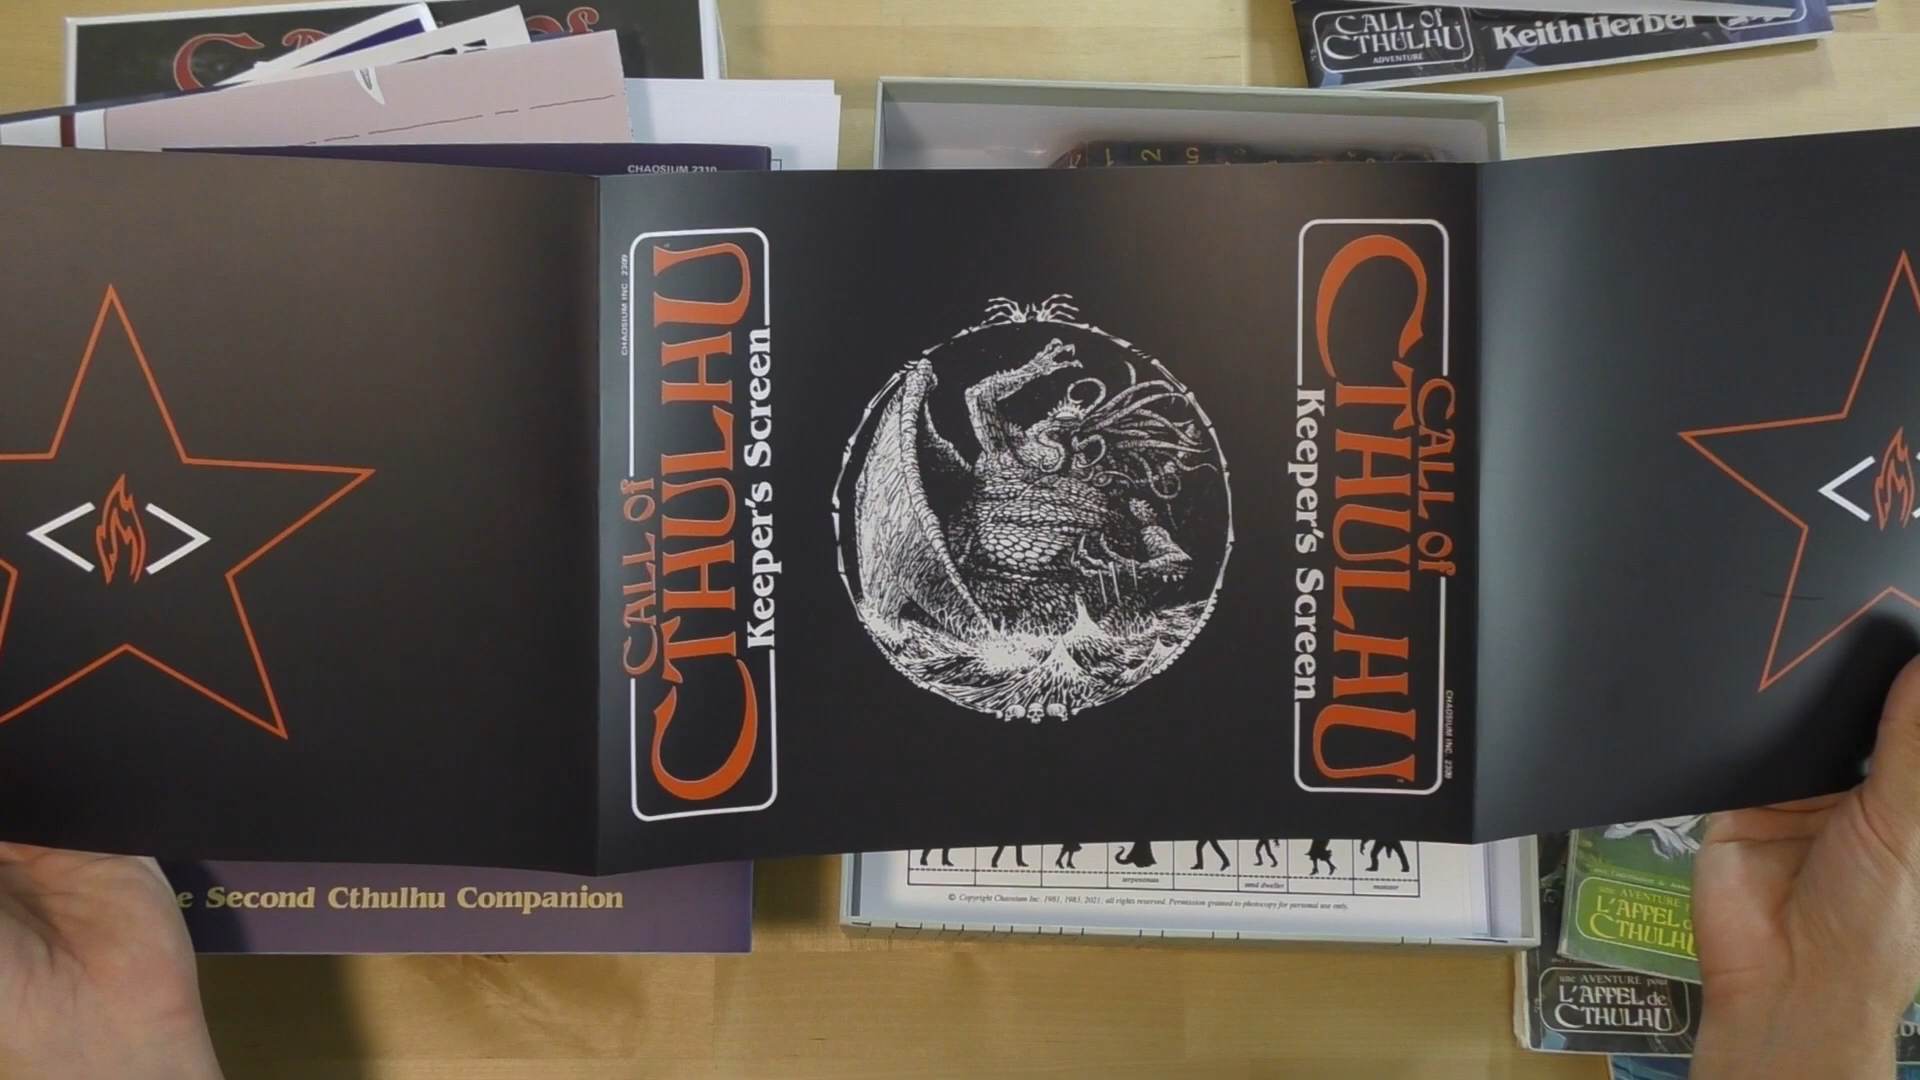 CALL of
CTHULHU
ADVENTURE
Keith Herber
CHAOSIUM 2310
CHAOSIUM INC. 2309
CALL of
CTHULHU
Keeper's Screen
CALL of
CTHULHU
Keeper's Screen
CHAOSIUM INC. 2309
Second Cthulhu Companion
serpentman
sand dweller
monster
© Copyright Chaosium Inc. 1981, 1983, 2021; all rights reserved. Permission granted to photocopy for personal use only.
une AVENTURE
L'APPEL
CTHULHU
une AVENTURE pour
L'APPEL de
CTHULHU